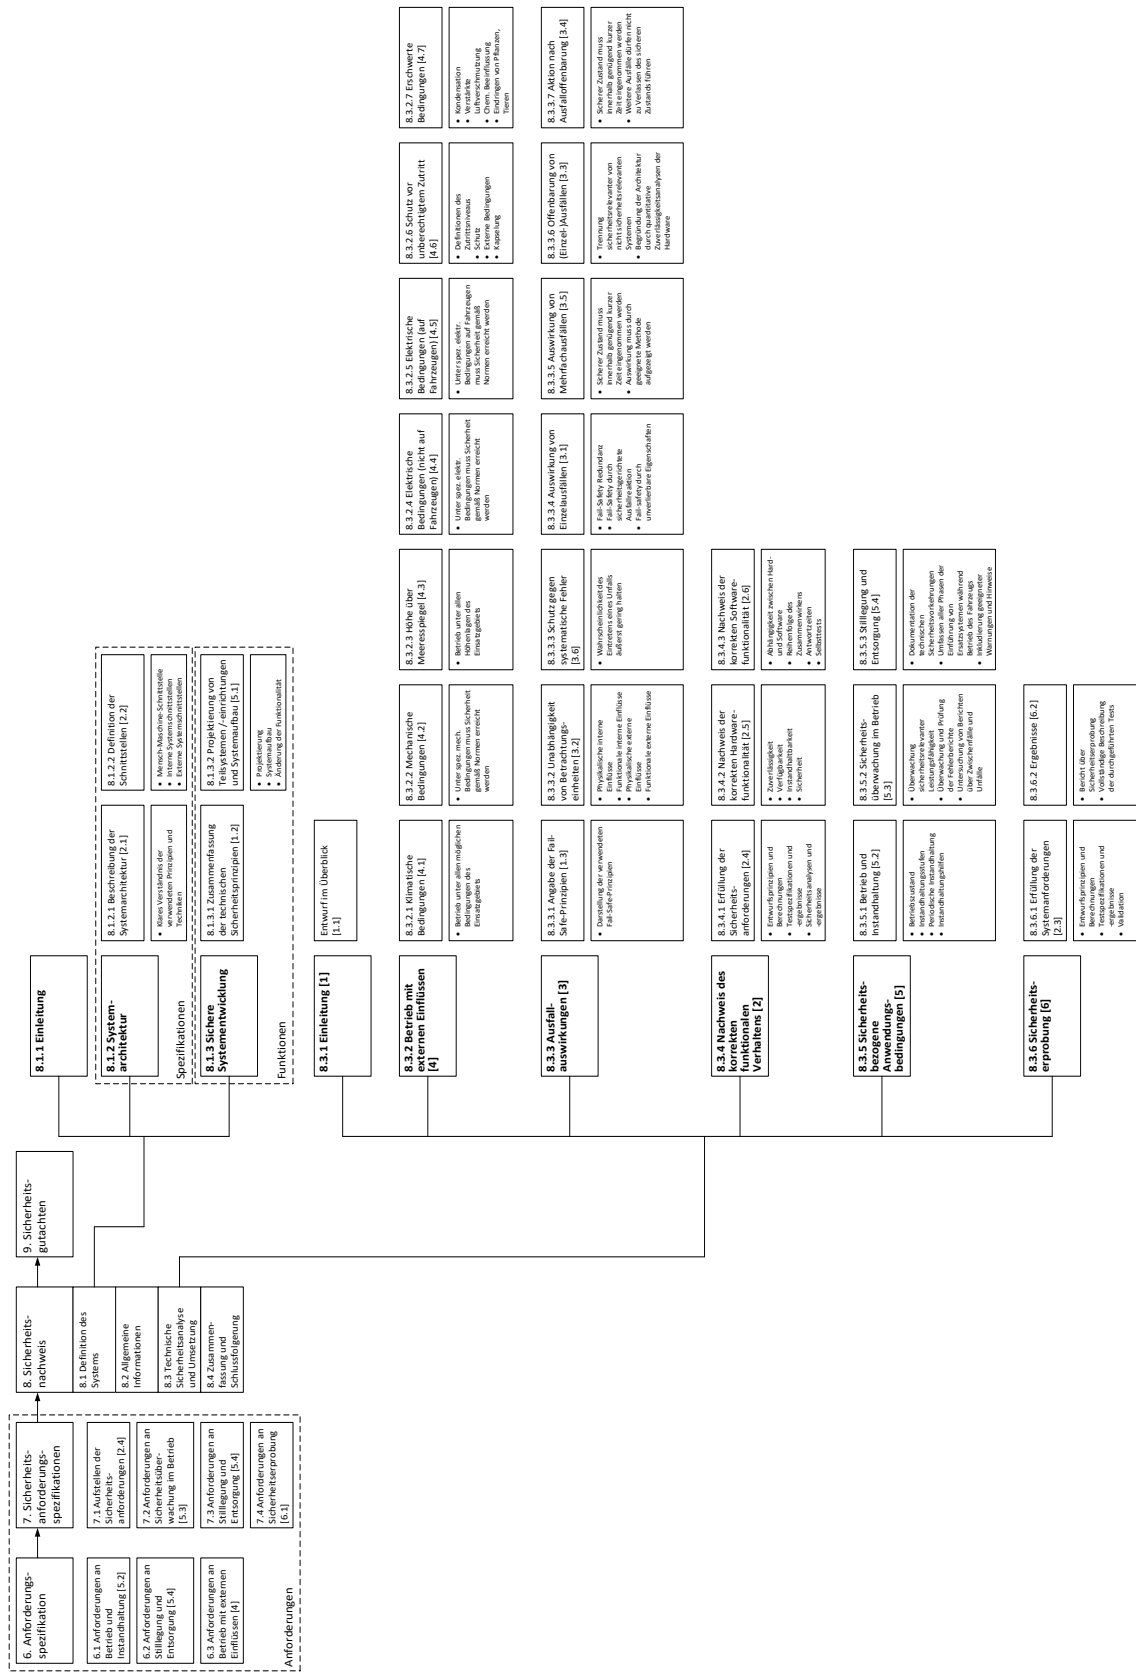 6. Anforderungs-
spezifikation
6.1 Anforderungen an
Betrieb und
Instandhaltung [5.2]
6.2 Anforderungen an
Stilllegung und
Entsorgung [5.4]
6.3 Anforderungen an
Betrieb mit externen
Einflüssen [4]
Anforderungen
7. Sicherheits-
anforderungs-
spezifikationen
7.1 Aufstellen der
Sicherheits-
anforderungen [2.4]
7.2 Anforderungen an
Sicherheitsüber-
wachung im Betrieb
[5.3]
7.3 Anforderungen an
Stilllegung und
Entsorgung [5.4]
7.4 Anforderungen an
Sicherheitserprobung
[6.1]
8. Sicherheits-
nachweis
8.1 Definition des
Systems
8.2 Allgemeine
Informationen
8.3 Technische
Sicherheitsanalyse
und Umsetzung
8.4 Zusammen-
fassung und
Schlussfolgerung
9. Sicherheits-
gutachten
8.1.1 Einleitung
8.1.2 System-
architektur
8.1.2.1 Beschreibung der
Systemarchitektur [2.1]
• Klares Verständnis der
verwendeten Prinzipien und
Techniken
8.1.2.2 Definition der
Schnittstellen [2.2]
• Mensch-Maschine-Schnittstelle
• Interne Systemschnittstellen
• Externe Systemschnittstellen
Spezifikationen
8.1.3 Sichere
Systementwicklung
8.1.3.1 Zusammenfassung
der technischen
Sicherheitsprinzipien [1.2]
8.1.3.2 Projektierung von
Teilsystemen /-einrichtungen
und Systemaufbau [5.1]
• Projektierung
• Systemaufbau
• Änderung der Funktionalität
Funktionen
8.3.1 Einleitung [1]
Entwurf im Überblick
[1.1]
8.3.2 Betrieb mit
externen Einflüssen
[4]
8.3.2.1 Klimatische
Bedingungen [4.1]
• Betrieb unter allen möglichen
Bedingungen des
Einsatzgebiets
8.3.2.2 Mechanische
Bedingungen [4.2]
• Unter spez. mech.
Bedingungen muss Sicherheit
gemäß Normen erreicht
werden
8.3.2.3 Höhe über
Meeresspiegel [4.3]
• Betrieb unter allen
Höhenlagen des
Einsatzgebiets
8.3.2.4 Elektrische
Bedingungen (nicht auf
Fahrzeugen) [4.4]
• Unter spez. elektr.
Bedingungen muss Sicherheit
gemäß Normen erreicht
werden
8.3.2.5 Elektrische
Bedingungen (auf
Fahrzeugen) [4.5]
• Unter spez. elektr.
Bedingungen auf Fahrzeugen
muss Sicherheit gemäß
Normen erreicht werden
8.3.2.6 Schutz vor
unberechtigtem Zutritt
[4.6]
• Definitionen des
Zutrittsniveaus
• Schutz
• Externe Bedingungen
• Kapselung
8.3.2.7 Erschwerte
Bedingungen [4.7]
• Kondensation
• Verstärkte
Luftverschmutzung
• Chem. Beeinflussung
• Eindringen von Pflanzen,
Tieren
8.3.3 Ausfall-
auswirkungen [3]
8.3.3.1 Angabe der Fail-
Safe-Prinzipien [1.3]
• Darstellung der verwendeten
Fail-Safe-Prinzipien
8.3.3.2 Unabhängigkeit
von Betrachtungs-
einheiten [3.2]
• Physikalische interne
Einflüsse
• Funktionale interne Einflüsse
• Physikalische externe
Einflüsse
• Funktionale externe Einflüsse
8.3.3.3 Schutz gegen
systematische Fehler
[3.6]
• Wahrscheinlichkeit des
Eintretens eines Unfalls
äußerst gering halten
8.3.3.4 Auswirkung von
Einzelausfällen [3.1]
• Fail-Safety Redundanz
• Fail-Safety durch
sicherheitsgerichtete
Ausfallreaktion
• Fail-safety durch
unverlierbare Eigenschaften
8.3.3.5 Auswirkung von
Mehrfachausfällen [3.5]
• Sicherer Zustand muss
innerhalb genügend kurzer
Zeit eingenommen werden
• Auswirkung muss durch
geeignete Methode
aufgezeigt werden
8.3.3.6 Offenbarung von
(Einzel-)Ausfällen [3.3]
• Trennung
sicherheitsrelevanter von
nicht sicherheitsrelevanten
Systemen
• Begründung der Architektur
durch quantitative
Zuverlässigkeitsanalysen der
Hardware
8.3.3.7 Aktion nach
Ausfalloffenbarung [3.4]
• Sicherer Zustand muss
innerhalb genügend kurzer
Zeit eingenommen werden
• Weitere Ausfälle dürfen nicht
zu Verlassen des sicheren
Zustands führen
8.3.4 Nachweis des
korrekten
funktionalen
Verhaltens [2]
8.3.4.1 Erfüllung der
Sicherheits-
anforderungen [2.4]
• Entwurfsprinzipien und
Berechnungen
• Testspezifikationen und
-ergebnisse
• Sicherheitsanalysen und
-ergebnisse
8.3.4.2 Nachweis der
korrekten Hardware-
funktionalität [2.5]
• Zuverlässigkeit
• Verfügbarkeit
• Instandhaltbarkeit
• Sicherheit
8.3.4.3 Nachweis der
korrekten Software-
funktionalität [2.6]
• Abhängigkeit zwischen Hard-
und Software
• Reihenfolge des
Zusammenwirkens
• Antwortzeiten
• Selbsttests
8.3.5 Sicherheits-
bezogene
Anwendungs-
bedingungen [5]
8.3.5.1 Betrieb und
Instandhaltung [5.2]
• Betriebszustand
• Instandhaltungsstufen
• Periodische Instandhaltung
• Instandhaltungshilfen
8.3.5.2 Sicherheits-
überwachung im Betrieb
[5.3]
• Überwachung
sicherheitsrelevanter
Leistungsfähigkeit
• Überwachung und Prüfung
der Fehlerberichte
• Untersuchung von Berichten
über Zwischenfälle und
Unfälle
8.3.5.3 Stilllegung und
Entsorgung [5.4]
• Dokumentation der
technischen
Sicherheitsvorkehrungen
• Umfassen aller Phasen der
Einführung von
Ersatzsystemen während
Betrieb des Fahrzeugs
• Inkludierung geeigneter
Warnungen und Hinweise
8.3.6 Sicherheits-
erprobung [6]
8.3.6.1 Erfüllung der
Systemanforderungen
[2.3]
• Entwurfsprinzipien und
Berechnungen
• Testspezifikationen und
-ergebnisse
• Validation
8.3.6.2 Ergebnisse [6.2]
• Bericht über
Sicherheitserprobung
• Vollständige Beschreibung
der durchgeführten Tests